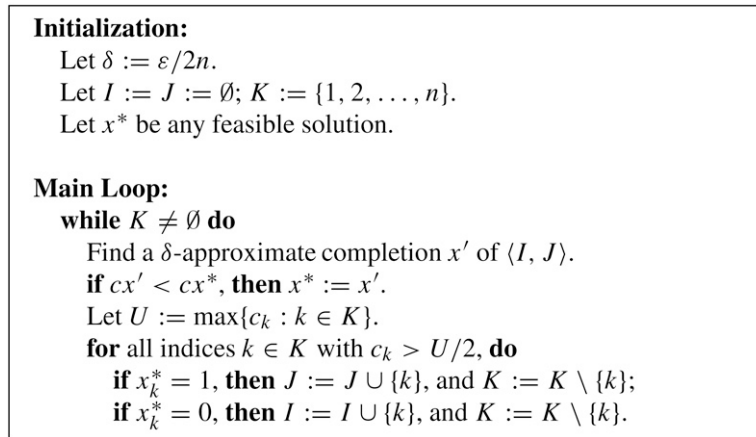 Initialization:
Let δ := ε/2n.
Let I := J := ∅; K := {1, 2, . . . , n}.
Let x* be any feasible solution.
Main Loop:
while K ≠ ∅ do
Find a δ-approximate completion x′ of ⟨I, J⟩.
if cx′ < cx*, then x* := x′.
Let U := max{c_k : k ∈ K}.
for all indices k ∈ K with c_k > U/2, do
if x*_k = 1, then J := J ∪ {k}, and K := K \ {k};
if x*_k = 0, then I := I ∪ {k}, and K := K \ {k}.